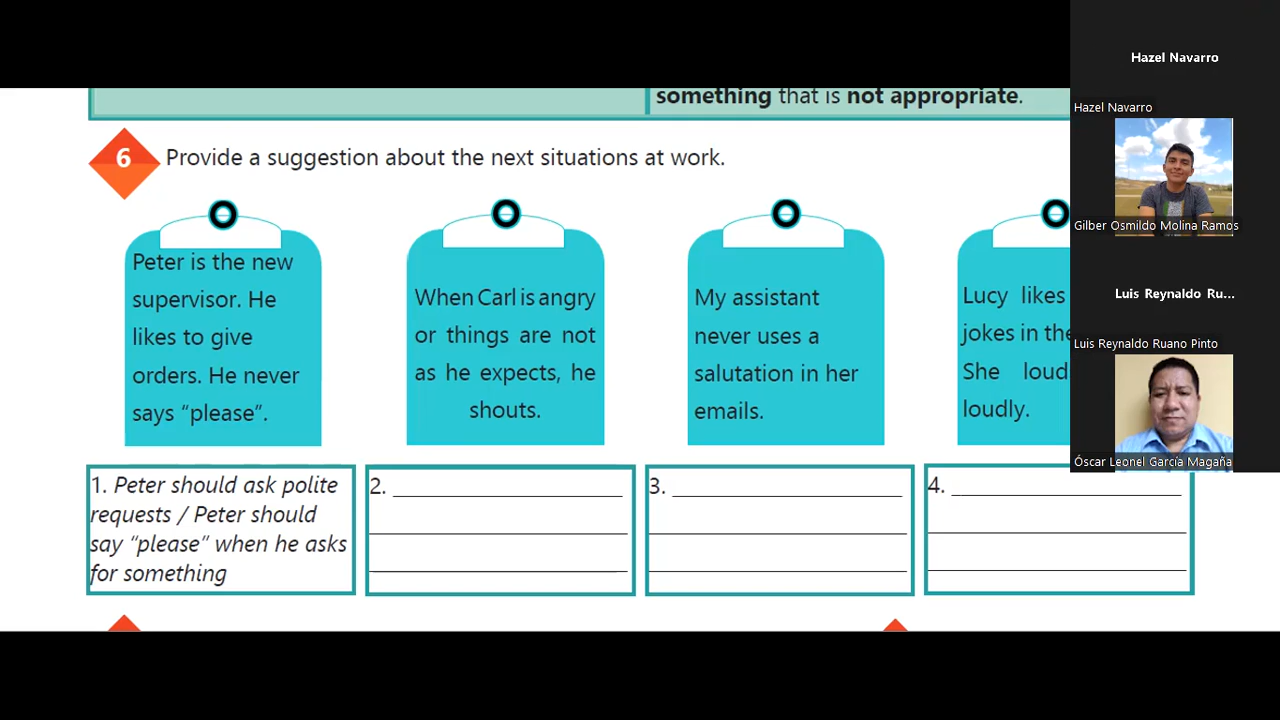 something that is not appropriate.
6 Provide a suggestion about the next situations at work.
Peter is the new
supervisor. He
likes to give
orders. He never
says “please”.
When Carl is angry
or things are not
as he expects, he
shouts.
My assistant
never uses a
salutation in her
emails.
Lucy likes
jokes in the
She loud
loudly.
1. Peter should ask polite
requests / Peter should
say “please” when he asks
for something
2.
3.
4.
Hazel Navarro
Hazel Navarro
Gilber Osmildo Molina Ramos
Luis Reynaldo Ru...
Luis Reynaldo Ruano Pinto
Óscar Leonel García Magaña